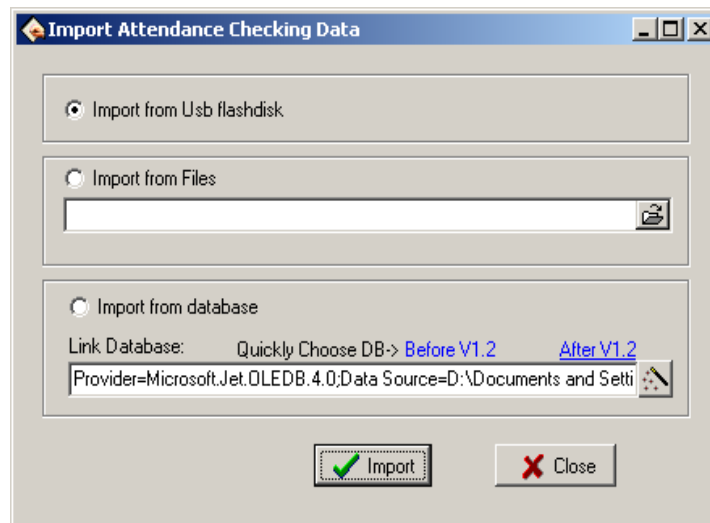 Import Attendance Checking Data
Import from Usb flashdisk
Import from Files
Import from database
Link Database: Quickly Choose DB-> Before V1.2 After V1.2
Provider=Microsoft.Jet.OLEDB.4.0;Data Source=D:\Documents and Setti
Import Close